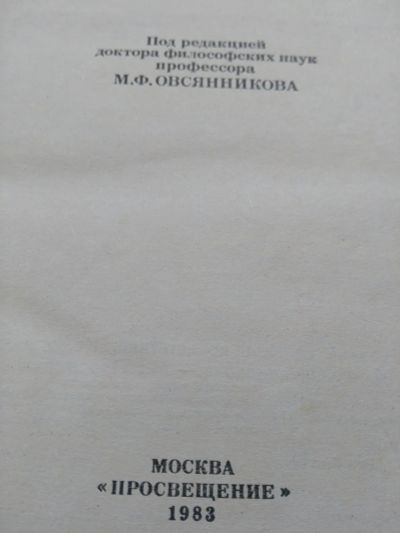 Под редакцией
доктора философских наук
профессора
М.Ф.ОВСЯННИКОВА
МОСКВА
«ПРОСВЕЩЕНИЕ»
1983